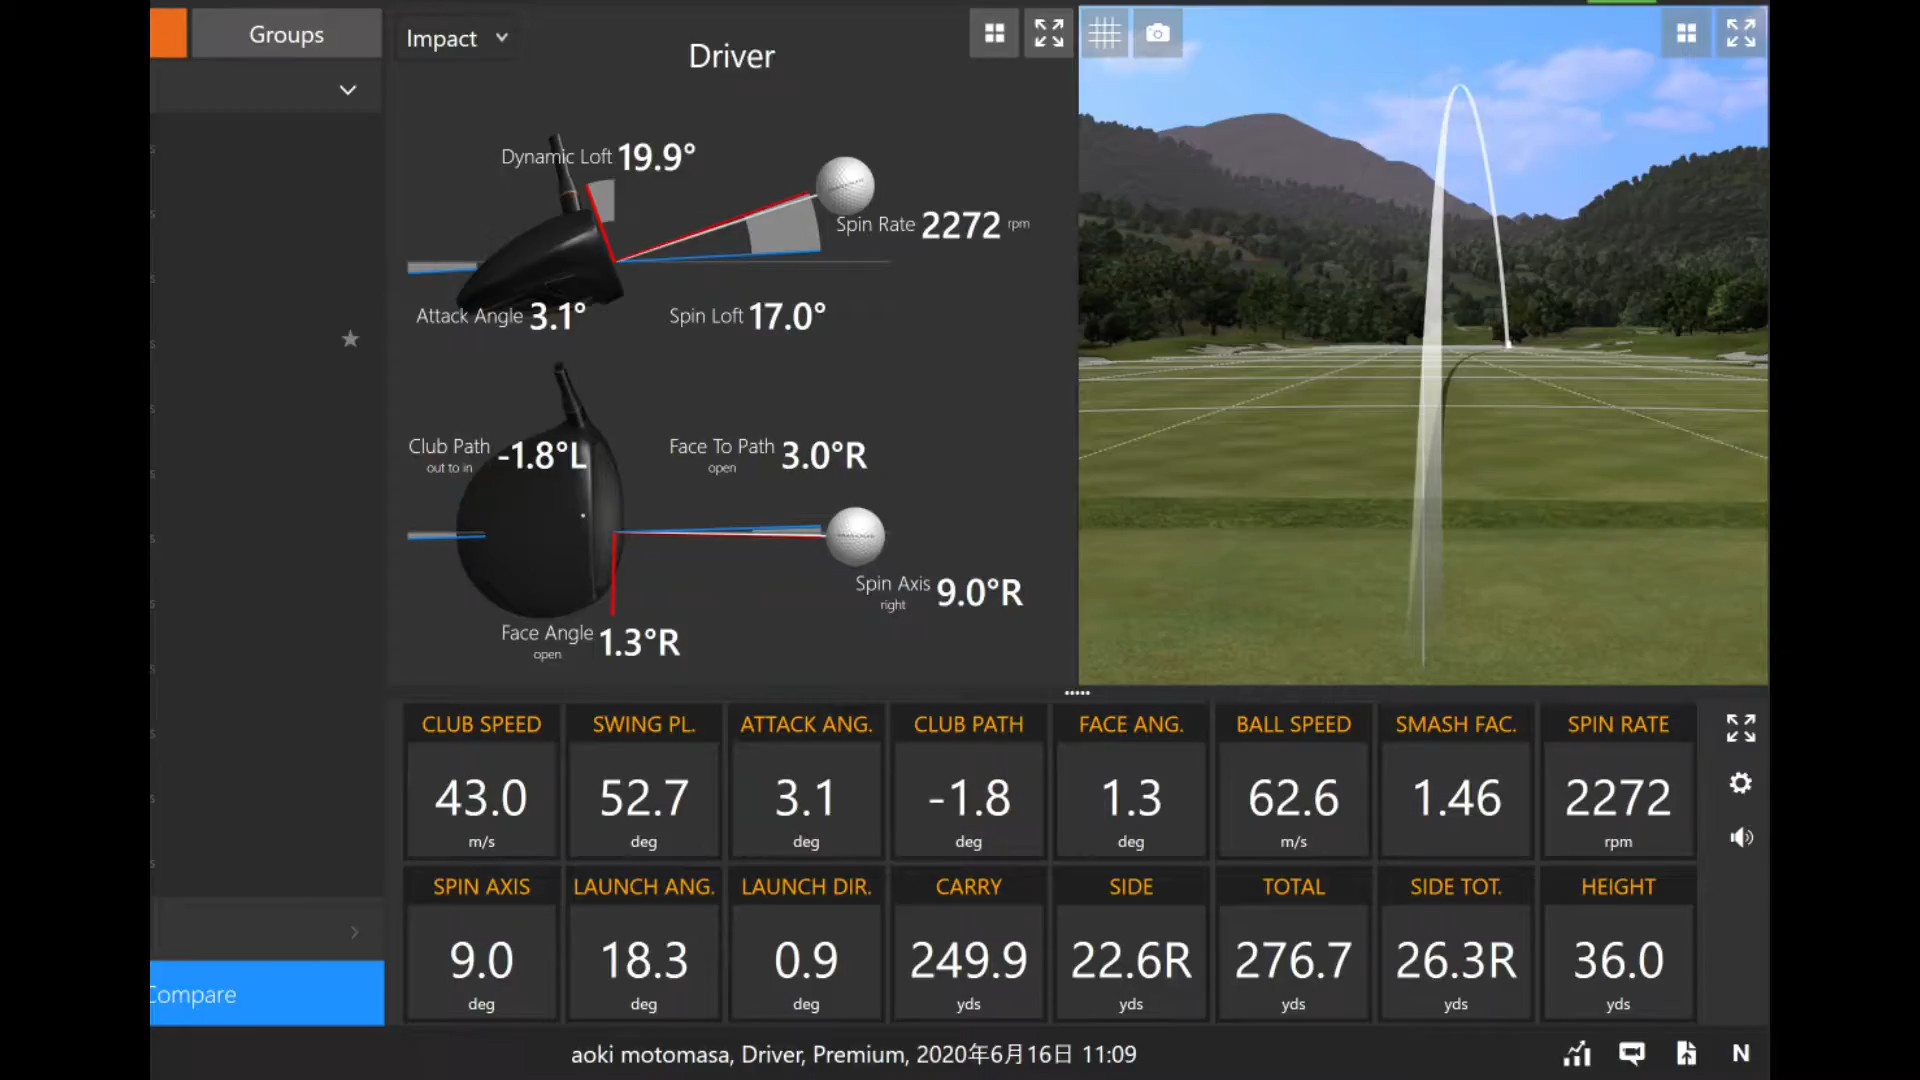 Groups
Impact
Driver
Dynamic Loft 19.9°
Spin Rate 2272 rpm
Attack Angle 3.1°
Spin Loft 17.0°
Club Path -1.8°L
out to in
Face To Path 3.0°R
open
Spin Axis 9.0°R
right
Face Angle 1.3°R
open
CLUB SPEED SWING PL. ATTACK ANG. CLUB PATH FACE ANG. BALL SPEED SMASH FAC. SPIN RATE
43.0 52.7 3.1 -1.8 1.3 62.6 1.46 2272
m/s deg deg deg deg m/s rpm
SPIN AXIS LAUNCH ANG. LAUNCH DIR. CARRY SIDE TOTAL SIDE TOT. HEIGHT
9.0 18.3 0.9 249.9 22.6R 276.7 26.3R 36.0
deg deg deg yds yds yds yds yds
Compare
aoki motomasa, Driver, Premium, 2020年6月16日 11:09
N